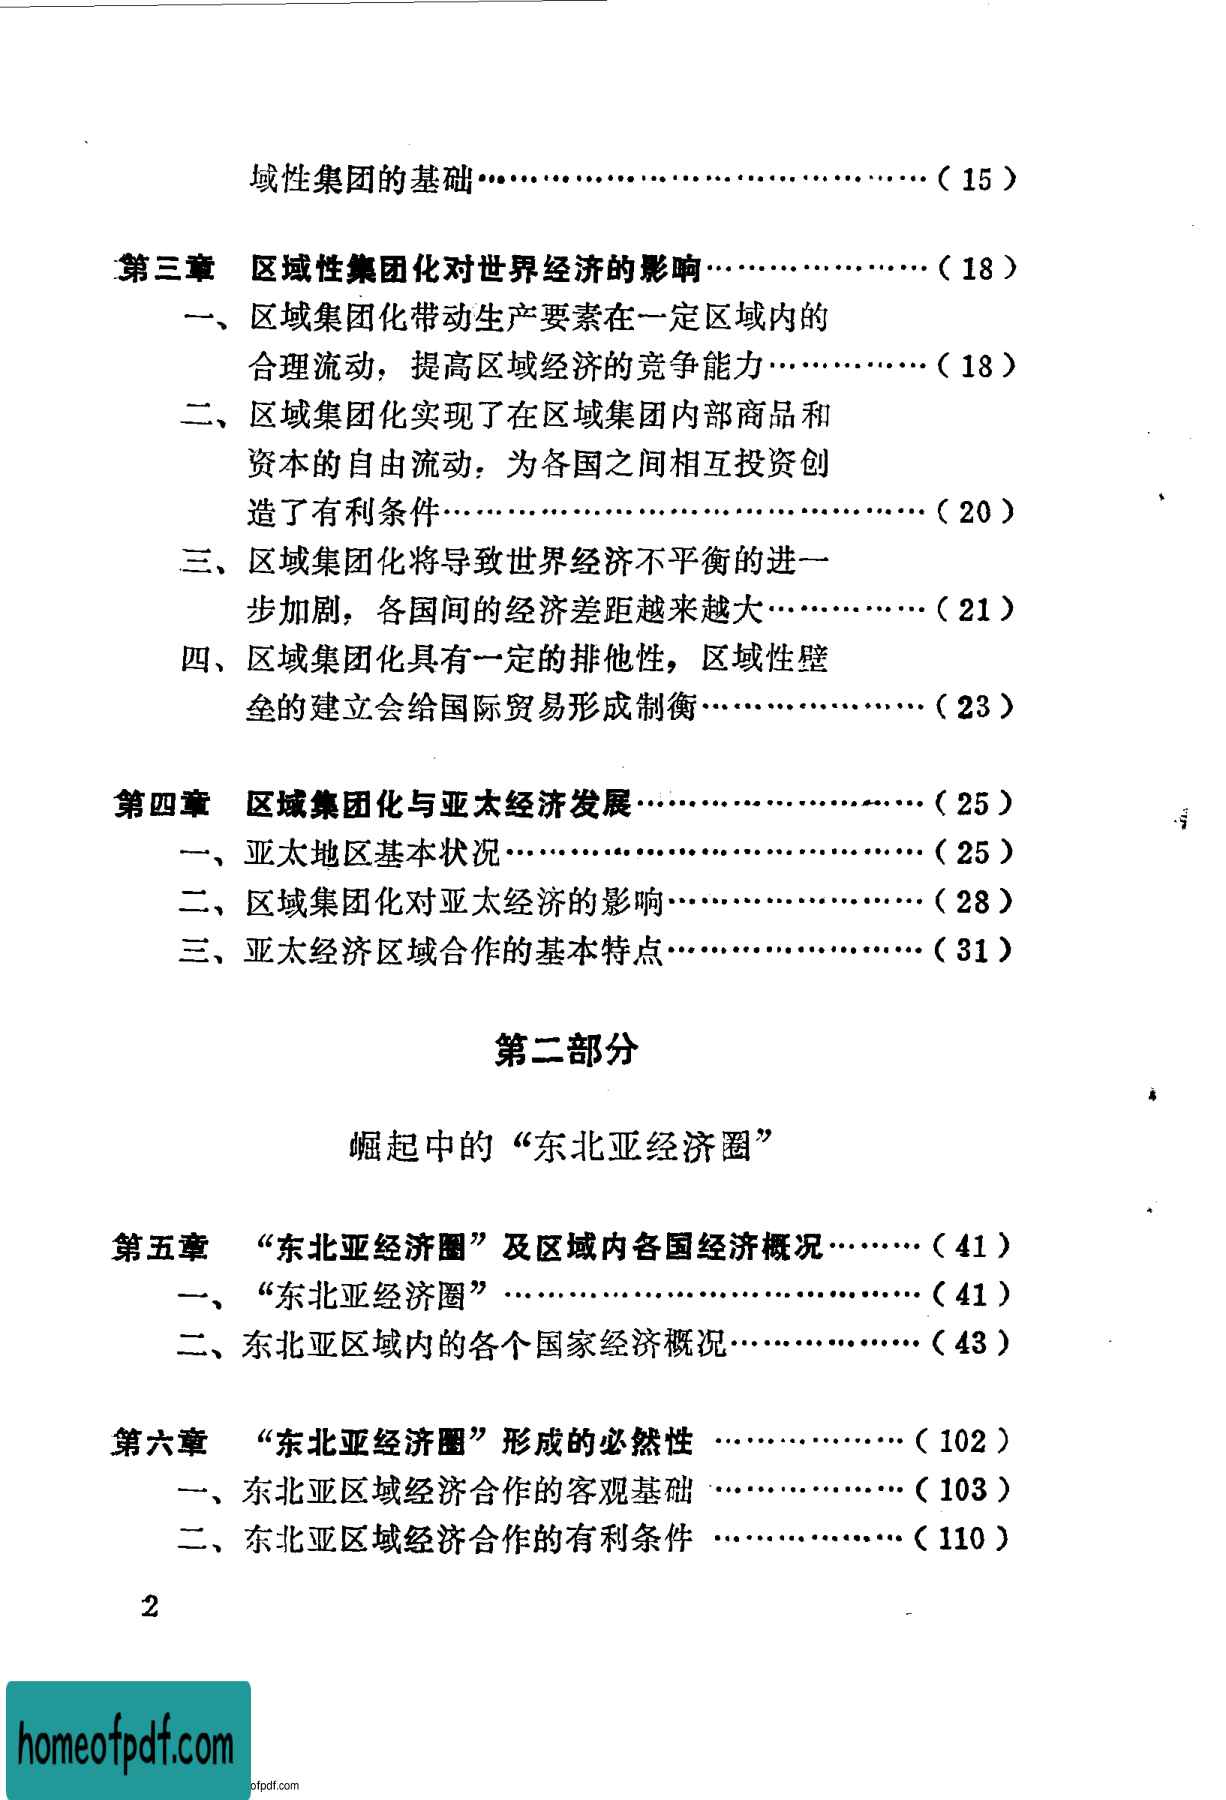 域性集团的基础……………………………………（15）
第三章　区域性集团化对世界经济的影响…………………（18）
一、区域集团化带动生产要素在一定区域内的
合理流动，提高区域经济的竞争能力……………（18）
二、区域集团化实现了在区域集团内部商品和
资本的自由流动，为各国之间相互投资创
造了有利条件………………………………………（20）
三、区域集团化将导致世界经济不平衡的进一
步加剧，各国间的经济差距越来越大……………（21）
四、区域集团化具有一定的排他性，区域性壁
垒的建立会给国际贸易形成制衡…………………（23）
第四章　区域集团化与亚太经济发展………………………（25）
一、亚太地区基本状况…………………………………（25）
二、区域集团化对亚太经济的影响……………………（28）
三、亚太经济区域合作的基本特点……………………（31）
第二部分
崛起中的“东北亚经济圈”
第五章　“东北亚经济圈”及区域内各国经济概况………（41）
一、“东北亚经济圈”…………………………………（41）
二、东北亚区域内的各个国家经济概况………………（43）
第六章　“东北亚经济圈”形成的必然性………………（102）
一、东北亚区域经济合作的客观基础………………（103）
二、东北亚区域经济合作的有利条件………………（110）
2
homeofpdf.com
ofpdf.com